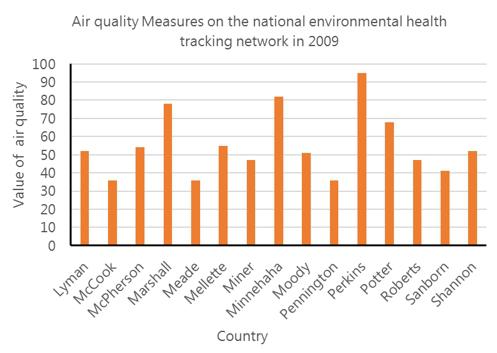 Air quality Measures on the national environmental health
tracking network in 2009
Value of  air quality
100
90
80
70
60
50
40
30
20
10
0
Lyman
McCook
McPherson
Marshall
Meade
Mellette
Miner
Minnehaha
Moody
Pennington
Perkins
Potter
Roberts
Sanborn
Shannon
Country